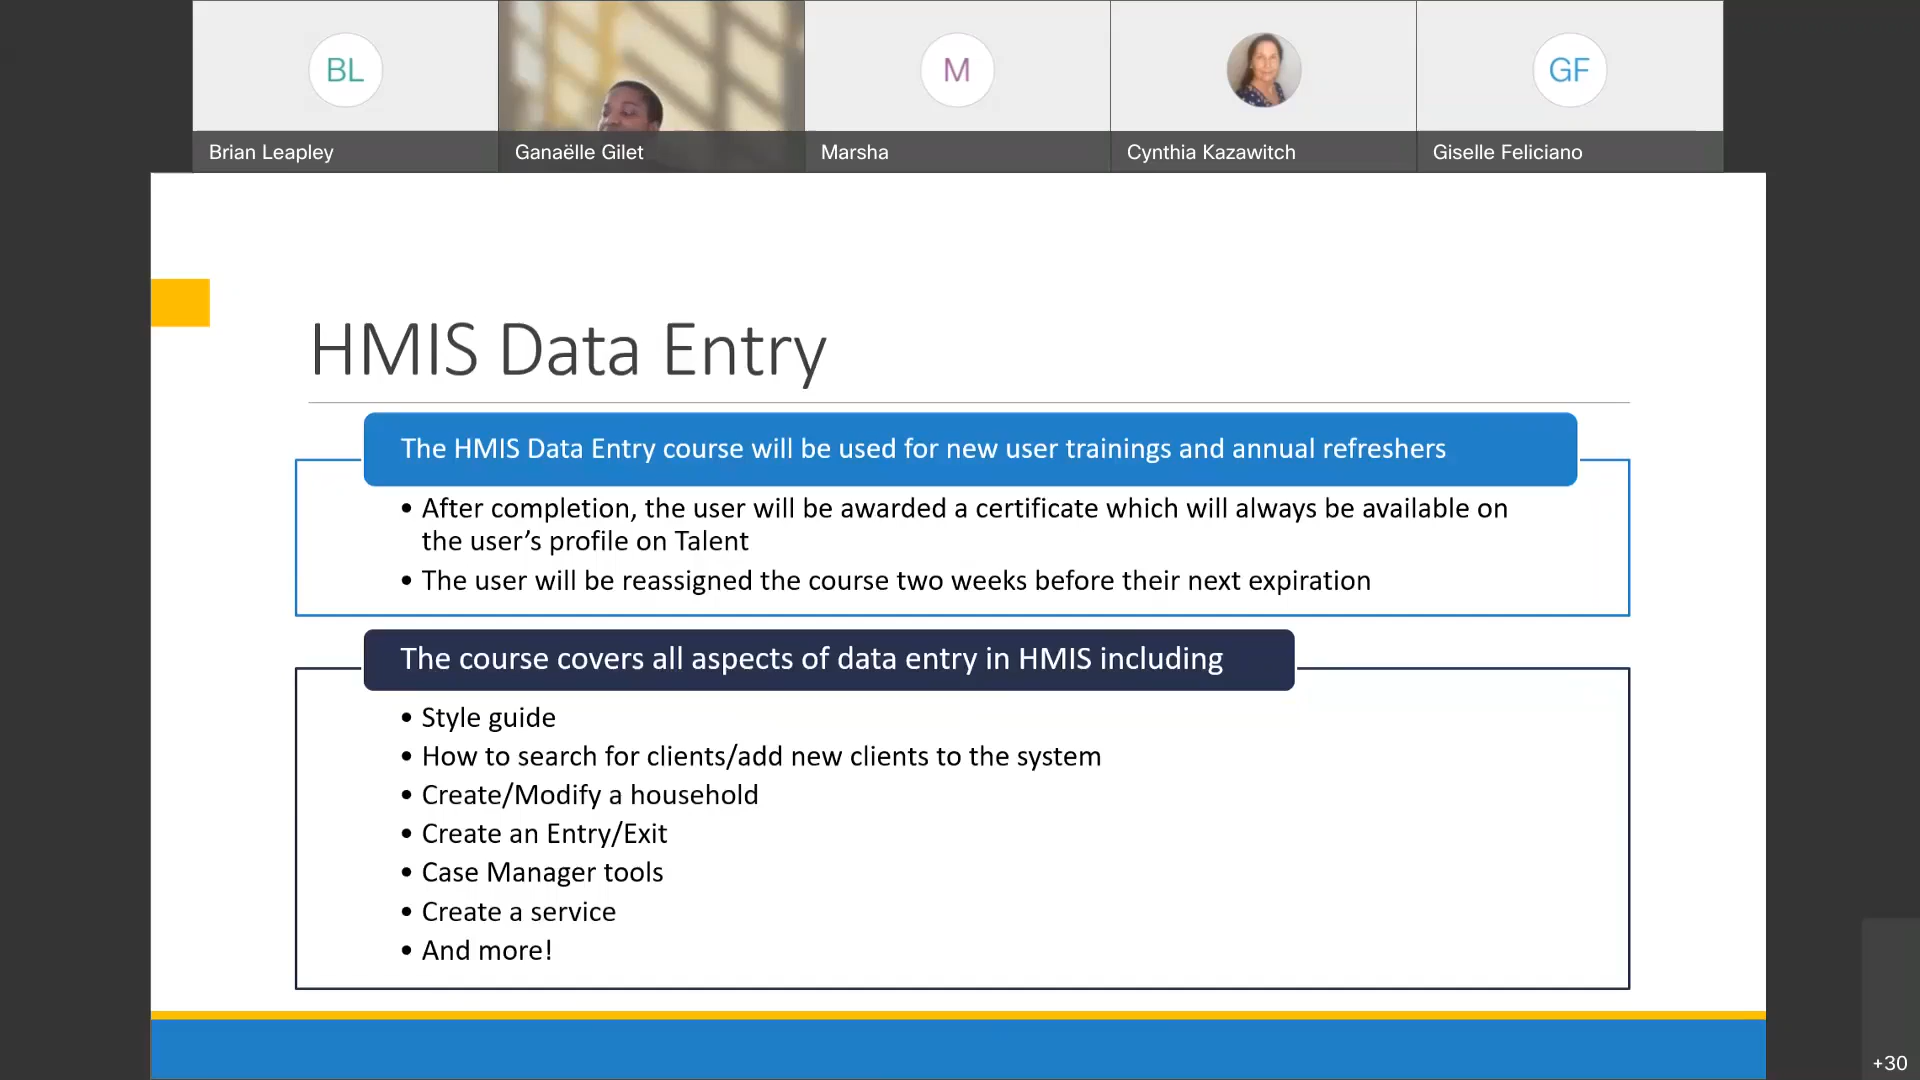 BL
M
GF
Brian Leapley
Ganaëlle Gilet
Marsha
Cynthia Kazawitch
Giselle Feliciano
HMIS Data Entry
The HMIS Data Entry course will be used for new user trainings and annual refreshers
• After completion, the user will be awarded a certificate which will always be available on
the user’s profile on Talent
• The user will be reassigned the course two weeks before their next expiration
The course covers all aspects of data entry in HMIS including
• Style guide
• How to search for clients/add new clients to the system
• Create/Modify a household
• Create an Entry/Exit
• Case Manager tools
• Create a service
• And more!
+30